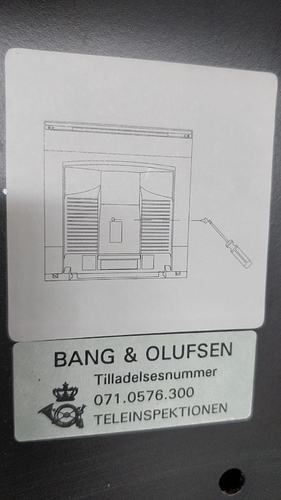 BANG & OLUFSEN
Tilladelsesnummer
071.0576.300
TELEINSPEKTIONEN